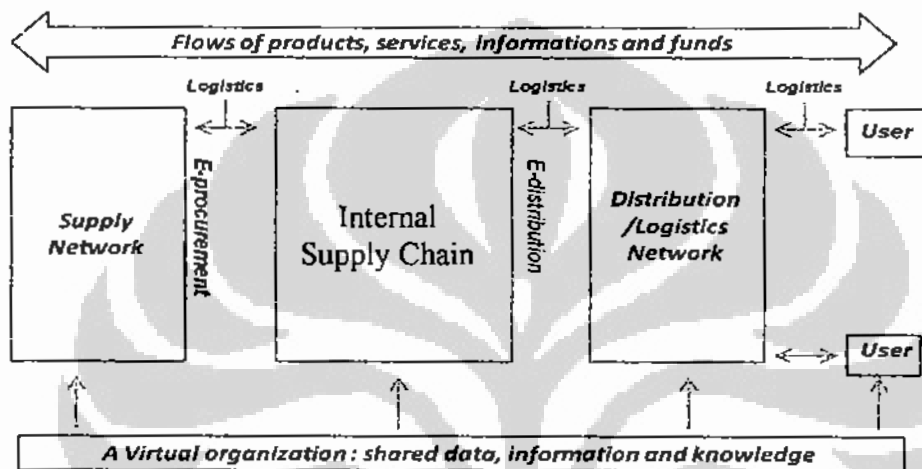 Flows of products, services, Informations and funds
Logistics
Logistics
Logistics
User
Supply
Network
E-procurement
Internal
Supply Chain
E-distribution
Distribution
/Logistics
Network
User
A Virtual organization : shared data, information and knowledge